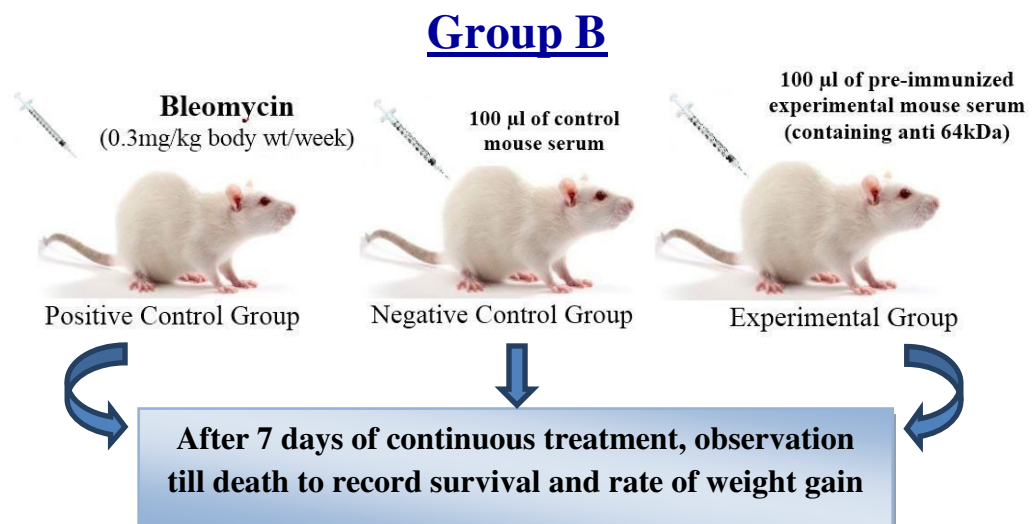 Group B
Bleomycin
(0.3mg/kg body wt/week)
100 µl of control
mouse serum
100 µl of pre-immunized
experimental mouse serum
(containing anti 64kDa)
Positive Control Group
Negative Control Group
Experimental Group
After 7 days of continuous treatment, observation
till death to record survival and rate of weight gain